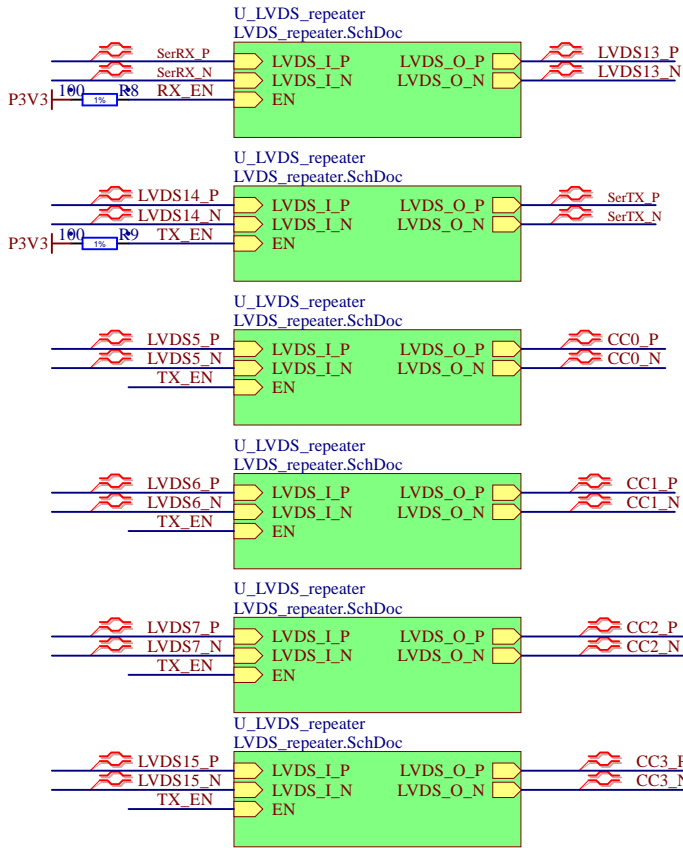 U_LVDS_repeater
LVDS_repeater.SchDoc
SerRX_P LVDS_I_P LVDS_O_P LVDS13_P
SerRX_N LVDS_I_N LVDS_O_N LVDS13_N
P3V3 100 1% R8 RX_EN EN
U_LVDS_repeater
LVDS_repeater.SchDoc
LVDS14_P LVDS_I_P LVDS_O_P SerTX_P
LVDS14_N LVDS_I_N LVDS_O_N SerTX_N
P3V3 100 1% R9 TX_EN EN
U_LVDS_repeater
LVDS_repeater.SchDoc
LVDS5_P LVDS_I_P LVDS_O_P CC0_P
LVDS5_N LVDS_I_N LVDS_O_N CC0_N
TX_EN EN
U_LVDS_repeater
LVDS_repeater.SchDoc
LVDS6_P LVDS_I_P LVDS_O_P CC1_P
LVDS6_N LVDS_I_N LVDS_O_N CC1_N
TX_EN EN
U_LVDS_repeater
LVDS_repeater.SchDoc
LVDS7_P LVDS_I_P LVDS_O_P CC2_P
LVDS7_N LVDS_I_N LVDS_O_N CC2_N
TX_EN EN
U_LVDS_repeater
LVDS_repeater.SchDoc
LVDS15_P LVDS_I_P LVDS_O_P CC3_P
LVDS15_N LVDS_I_N LVDS_O_N CC3_N
TX_EN EN